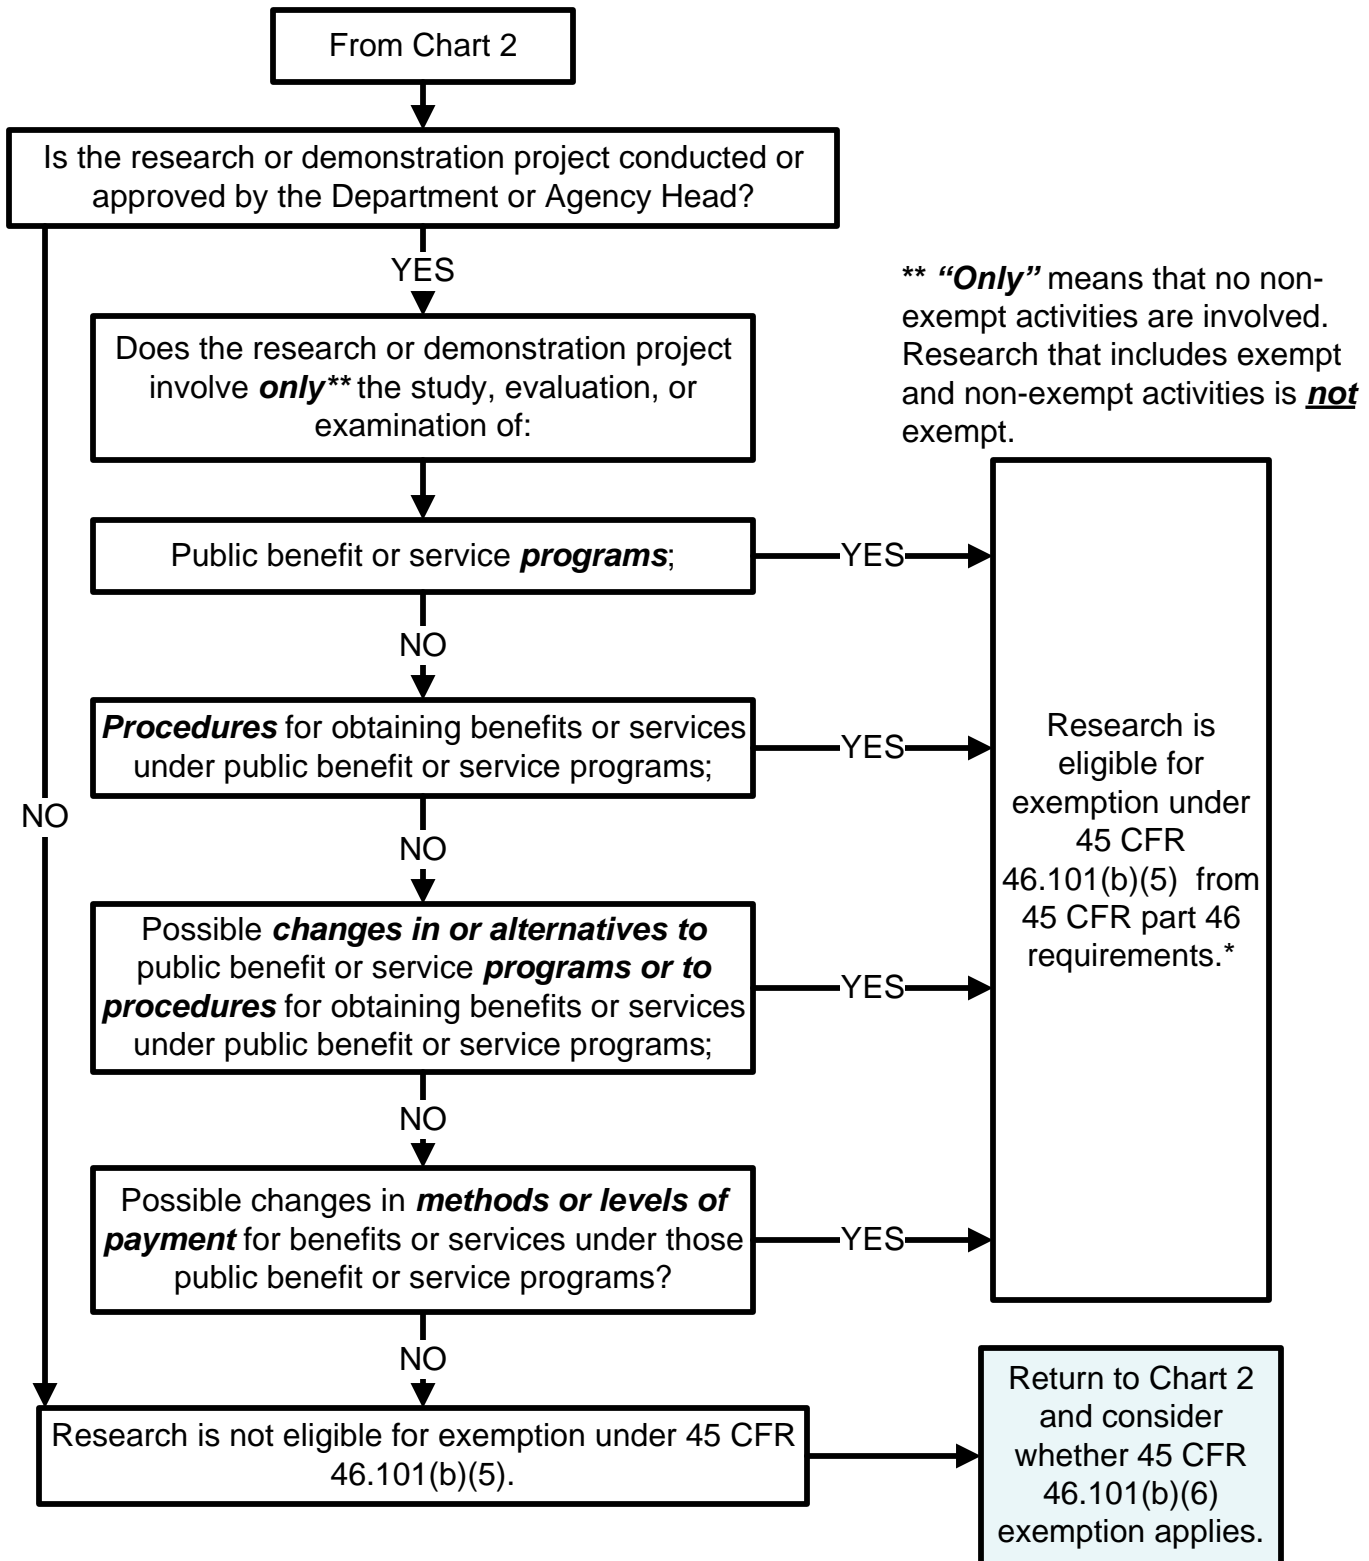 From Chart 2
Is the research or demonstration project conducted or
approved by the Department or Agency Head?
YES
** “Only” means that no non-
exempt activities are involved.
Research that includes exempt
and non-exempt activities is not
exempt.
Does the research or demonstration project
involve only** the study, evaluation, or
examination of:
Public benefit or service programs;
YES
NO
Procedures for obtaining benefits or services
under public benefit or service programs;
YES
NO
NO
Possible changes in or alternatives to
public benefit or service programs or to
procedures for obtaining benefits or services
under public benefit or service programs;
YES
NO
Possible changes in methods or levels of
payment for benefits or services under those
public benefit or service programs?
YES
NO
Research is
eligible for
exemption under
45 CFR
46.101(b)(5) from
45 CFR part 46
requirements.*
Research is not eligible for exemption under 45 CFR
46.101(b)(5).
Return to Chart 2
and consider
whether 45 CFR
46.101(b)(6)
exemption applies.